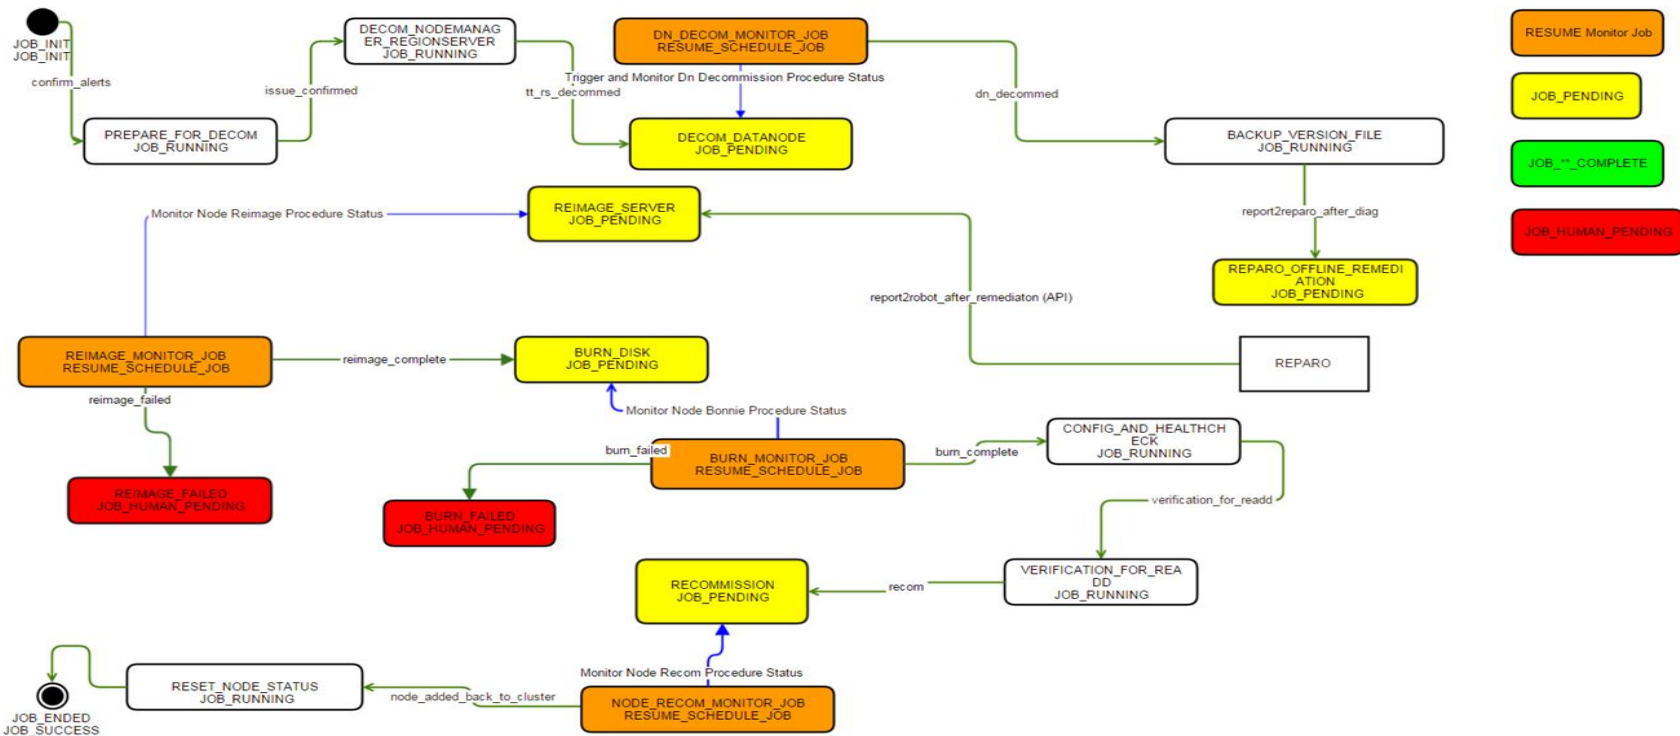 JOB_INIT
JOB_INIT
confirm_alerts
PREPARE_FOR_DECOM
JOB_RUNNING
issue_confirmed
DECOM_NODEMANAG
ER_REGIONSERVER
JOB_RUNNING
tt_rs_decommed
DN_DECOM_MONITOR_JOB
RESUME_SCHEDULE_JOB
Trigger and Monitor Dn Decommission Procedure Status
DECOM_DATANODE
JOB_PENDING
dn_decommed
BACKUP_VERSION_FILE
JOB_RUNNING
report2reparo_after_diag
REPARO_OFFLINE_REMEDI
ATION
JOB_PENDING
RESUME Monitor Job
JOB_PENDING
JOB_**_COMPLETE
JOB_HUMAN_PENDING
Monitor Node Reimage Procedure Status
REIMAGE_SERVER
JOB_PENDING
report2robot_after_remediaton (API)
REPARO
REIMAGE_MONITOR_JOB
RESUME_SCHEDULE_JOB
reimage_complete
BURN_DISK
JOB_PENDING
reimage_failed
REIMAGE_FAILED
JOB_HUMAN_PENDING
Monitor Node Bonnie Procedure Status
burn_failed
BURN_MONITOR_JOB
RESUME_SCHEDULE_JOB
BURN_FAILED
JOB_HUMAN_PENDING
burn_complete
CONFIG_AND_HEALTHCH
ECK
JOB_RUNNING
verification_for_readd
VERIFICATION_FOR_REA
DD
JOB_RUNNING
recom
RECOMMISSION
JOB_PENDING
Monitor Node Recom Procedure Status
NODE_RECOM_MONITOR_JOB
RESUME_SCHEDULE_JOB
node_added_back_to_cluster
RESET_NODE_STATUS
JOB_RUNNING
JOB_ENDED
JOB_SUCCESS